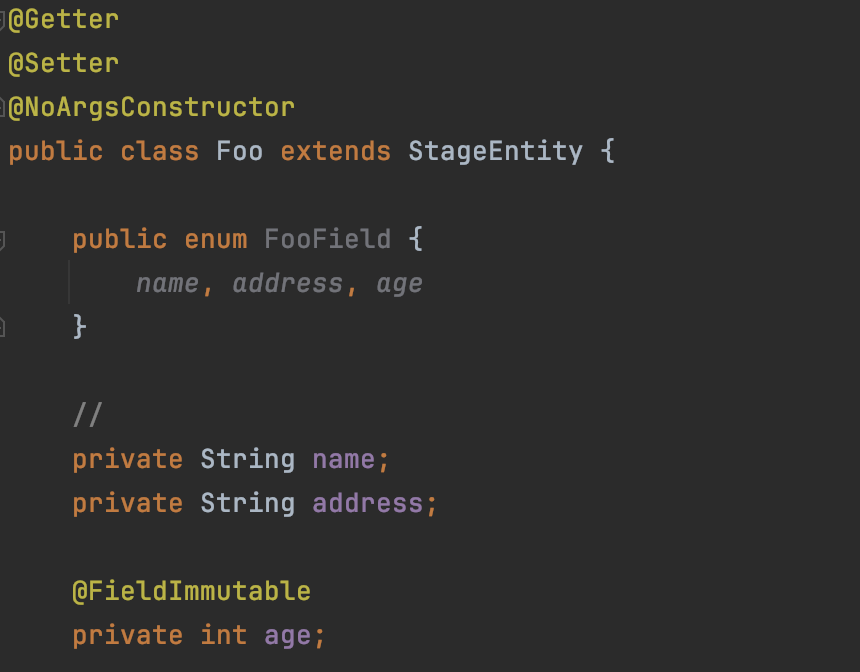 @Getter
@Setter
@NoArgsConstructor
public class Foo extends StageEntity {
public enum FooField {
name, address, age
}
//
private String name;
private String address;
@FieldImmutable
private int age;